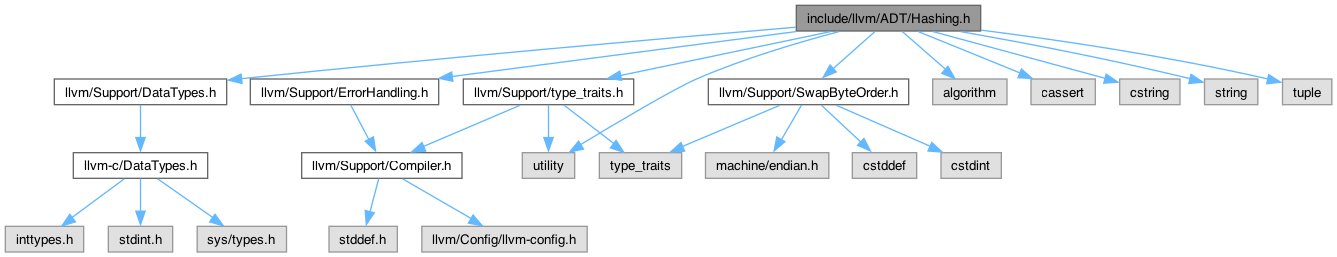 include/llvm/ADT/Hashing.h
llvm/Support/DataTypes.h
llvm/Support/ErrorHandling.h
llvm/Support/type_traits.h
llvm/Support/SwapByteOrder.h
algorithm
cassert
cstring
string
tuple
llvm-c/DataTypes.h
llvm/Support/Compiler.h
utility
type_traits
machine/endian.h
cstddef
cstdint
inttypes.h
stdint.h
sys/types.h
stddef.h
llvm/Config/llvm-config.h